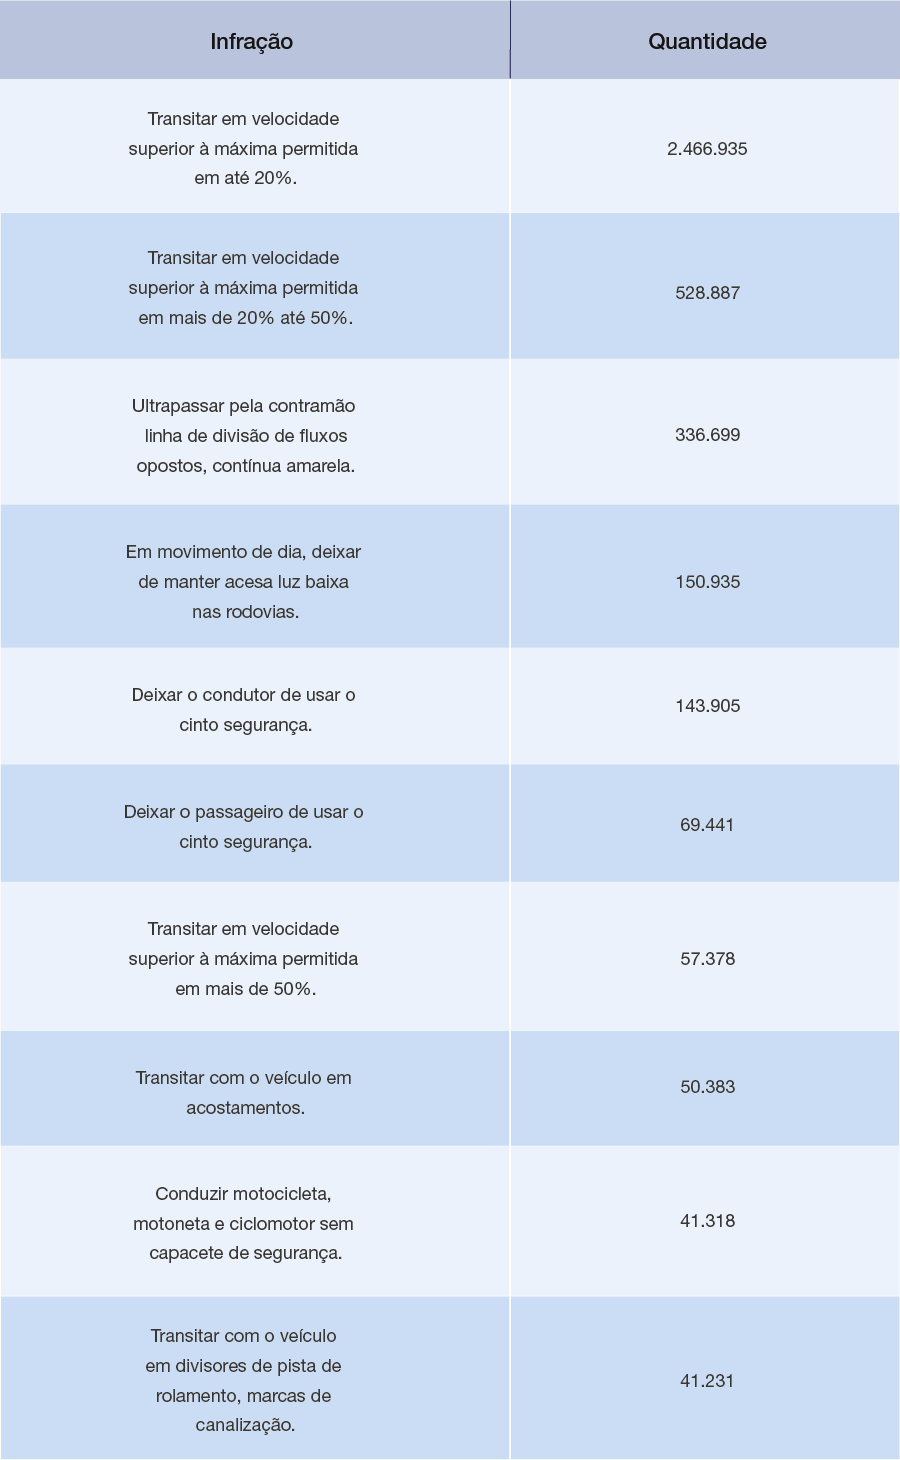 Infração
Quantidade
Transitar em velocidade
superior à máxima permitida
em até 20%.
2.466.935
Transitar em velocidade
superior à máxima permitida
em mais de 20% até 50%.
528.887
Ultrapassar pela contramão
linha de divisão de fluxos
opostos, contínua amarela.
336.699
Em movimento de dia, deixar
de manter acesa luz baixa
nas rodovias.
150.935
Deixar o condutor de usar o
cinto segurança.
143.905
Deixar o passageiro de usar o
cinto segurança.
69.441
Transitar em velocidade
superior à máxima permitida
em mais de 50%.
57.378
Transitar com o veículo em
acostamentos.
50.383
Conduzir motocicleta,
motoneta e ciclomotor sem
capacete de segurança.
41.318
Transitar com o veículo
em divisores de pista de
rolamento, marcas de
canalização.
41.231